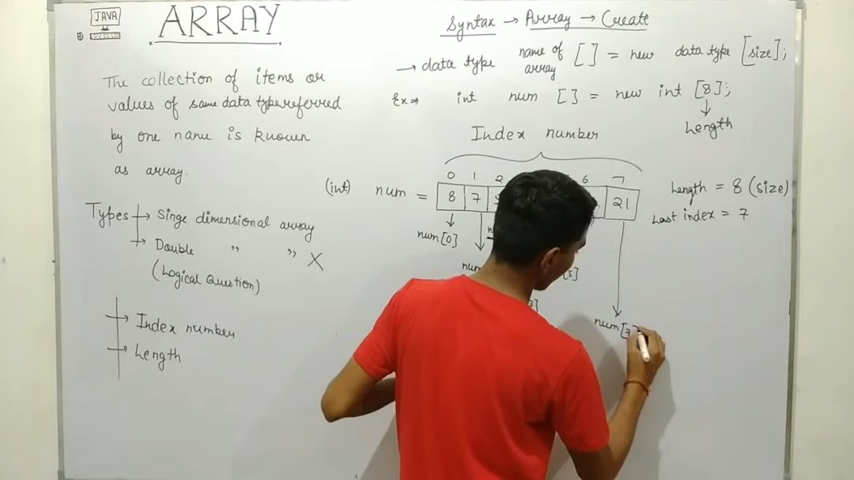 JAVA
ARRAY
The collection of items or
values of same data type referred
by one name is known
as array.
Types → Singe dimensional array
→ Double " " X
(Logical Question)
→ Index number
→ Length
Syntax → Array → Create
→ data type name of array [ ] = new data type [size];
Ex ⇒ int num [ ] = new int [8];
Length
Index number
0 1 2 6 7
(int) num = 8 7 21
num[0]
num[7]
Length = 8 (size)
Last index = 7